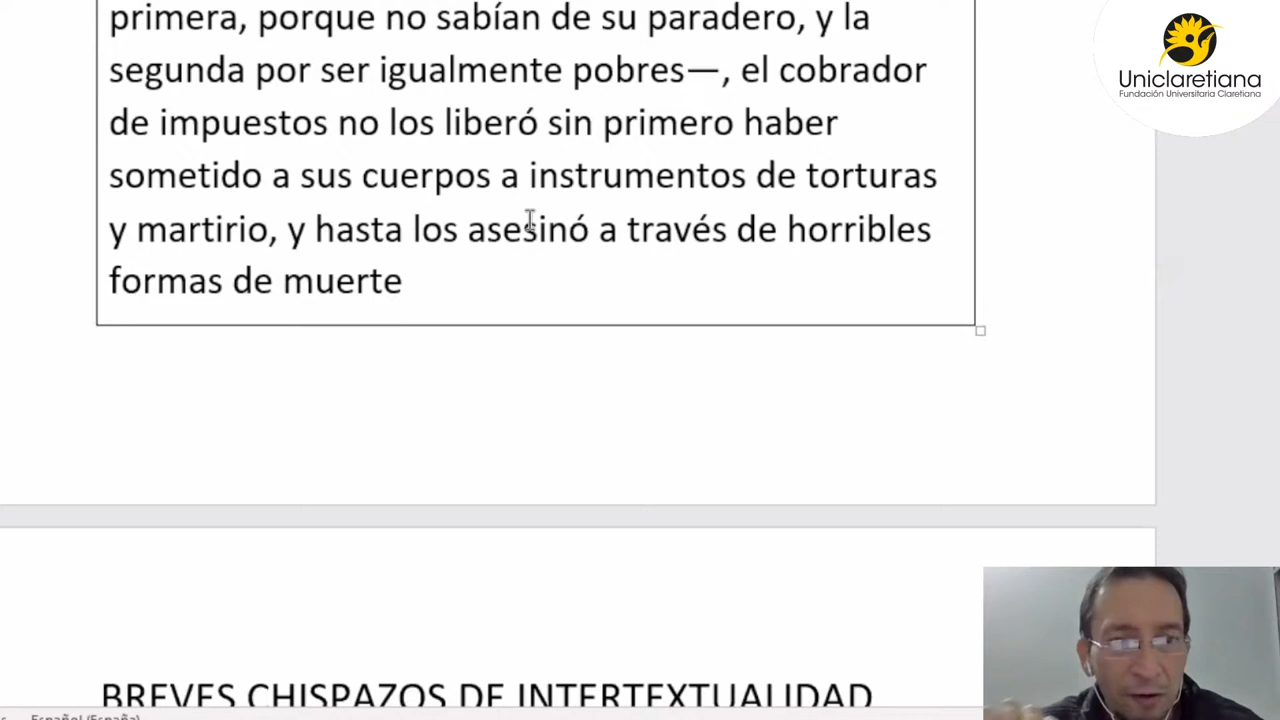 primera, porque no sabían de su paradero, y la
segunda por ser igualmente pobres—, el cobrador
de impuestos no los liberó sin primero haber
sometido a sus cuerpos a instrumentos de torturas
y martirio, y hasta los asesinó a través de horribles
formas de muerte
Uniclaretiana
Fundación Universitaria Claretiana
BREVES CHISPAZOS DE INTERTEXTUALIDAD
Español (España)